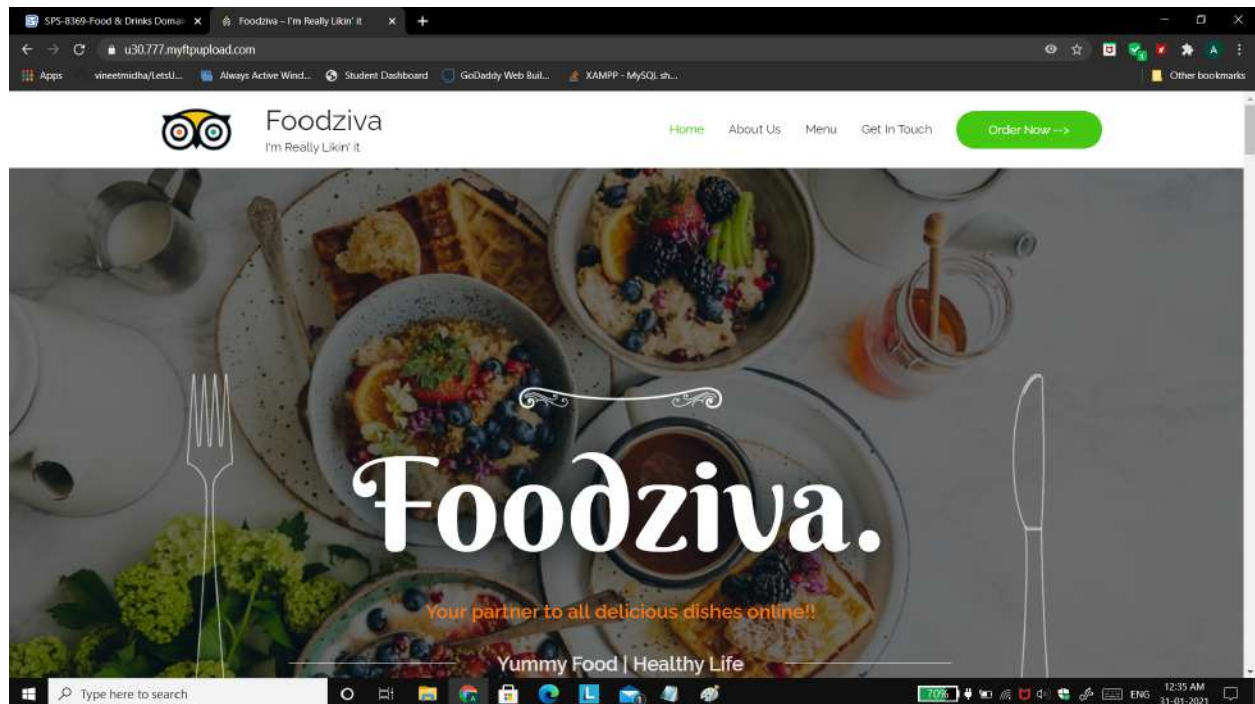 SPS-8369-Food & Drinks Domai
Foodziva – I'm Really Likin' it
u30.777.myftpupload.com
Apps
vineetmidha/LetsU...
Always Active Wind...
Student Dashboard
GoDaddy Web Buil...
XAMPP - MySQL sh...
Other bookmarks
A
Foodziva
I'm Really Likin' it
Home
About Us
Menu
Get In Touch
Order Now -->
Foodziva.
Your partner to all delicious dishes online!!
Yummy Food | Healthy Life
Type here to search
L
70%
ENG
12:35 AM
31-01-2021